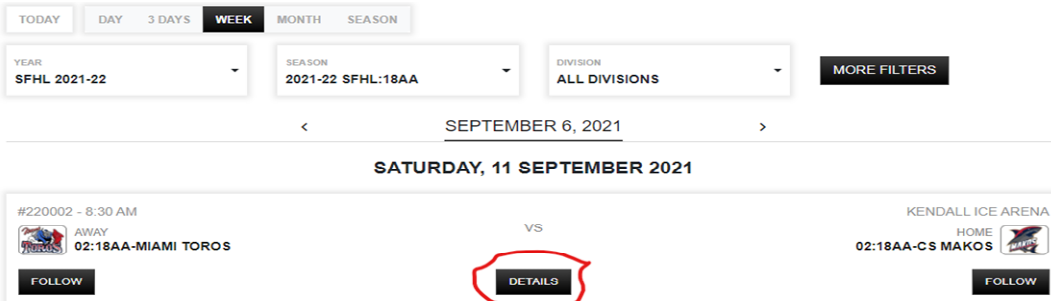 TODAY DAY 3 DAYS WEEK MONTH SEASON
YEAR SEASON DIVISION
SFHL 2021-22 2021-22 SFHL:18AA ALL DIVISIONS MORE FILTERS
< SEPTEMBER 6, 2021 >
SATURDAY, 11 SEPTEMBER 2021
#220002 - 8:30 AM KENDALL ICE ARENA
AWAY VS HOME
TOROS 02:18AA-MIAMI TOROS 02:18AA-CS MAKOS MAKOS
FOLLOW DETAILS FOLLOW